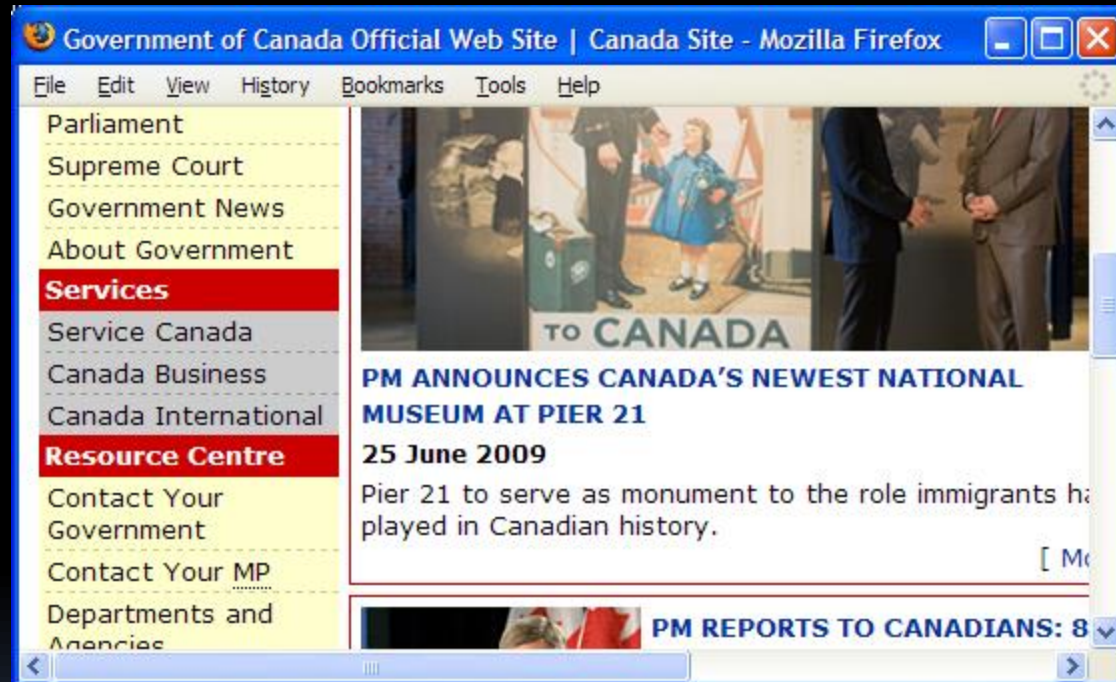 Government of Canada Official Web Site | Canada Site - Mozilla Firefox
File Edit View History Bookmarks Tools Help
Parliament
Supreme Court
Government News
About Government
Services
Service Canada
Canada Business
Canada International
Resource Centre
Contact Your
Government
Contact Your MP
Departments and
Agencies
TO CANADA
PM ANNOUNCES CANADA’S NEWEST NATIONAL
MUSEUM AT PIER 21
25 June 2009
Pier 21 to serve as monument to the role immigrants ha
played in Canadian history.
[ Mo
PM REPORTS TO CANADIANS: 8